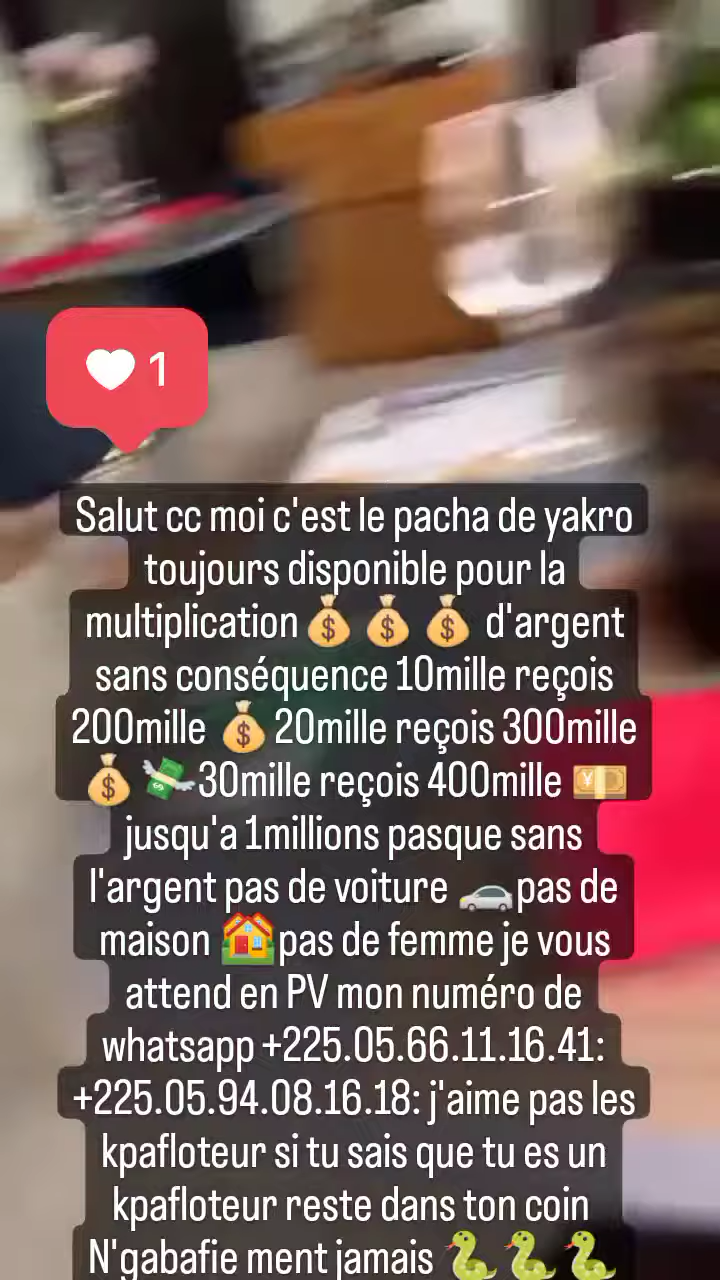 1
Salut cc moi c'est le pacha de yakro
toujours disponible pour la
multiplication💰💰💰 d'argent
sans conséquence 10mille reçois
200mille 💰20mille reçois 300mille
💰💸30mille reçois 400mille 💴
jusqu'a 1millions pasque sans
l'argent pas de voiture 🚗pas de
maison 🏠pas de femme je vous
attend en PV mon numéro de
whatsapp +225.05.66.11.16.41:
+225.05.94.08.16.18: j'aime pas les
kpafloteur si tu sais que tu es un
kpafloteur reste dans ton coin
N'gabafie ment jamais 🐍🐍🐍